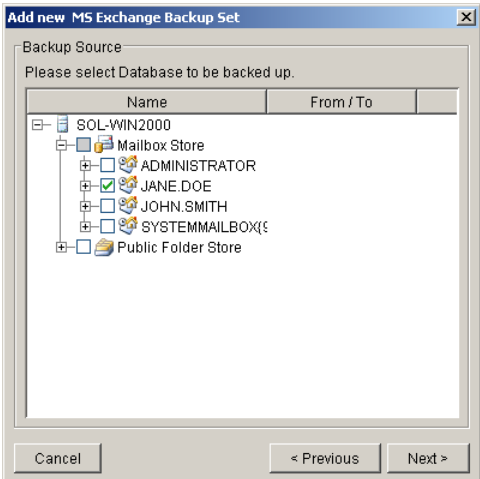 Add new MS Exchange Backup Set
Backup Source
Please select Database to be backed up.
Name From / To
SOL-WIN2000
Mailbox Store
ADMINISTRATOR
JANE.DOE
JOHN.SMITH
SYSTEMMAILBOX(
Public Folder Store
Cancel < Previous Next >